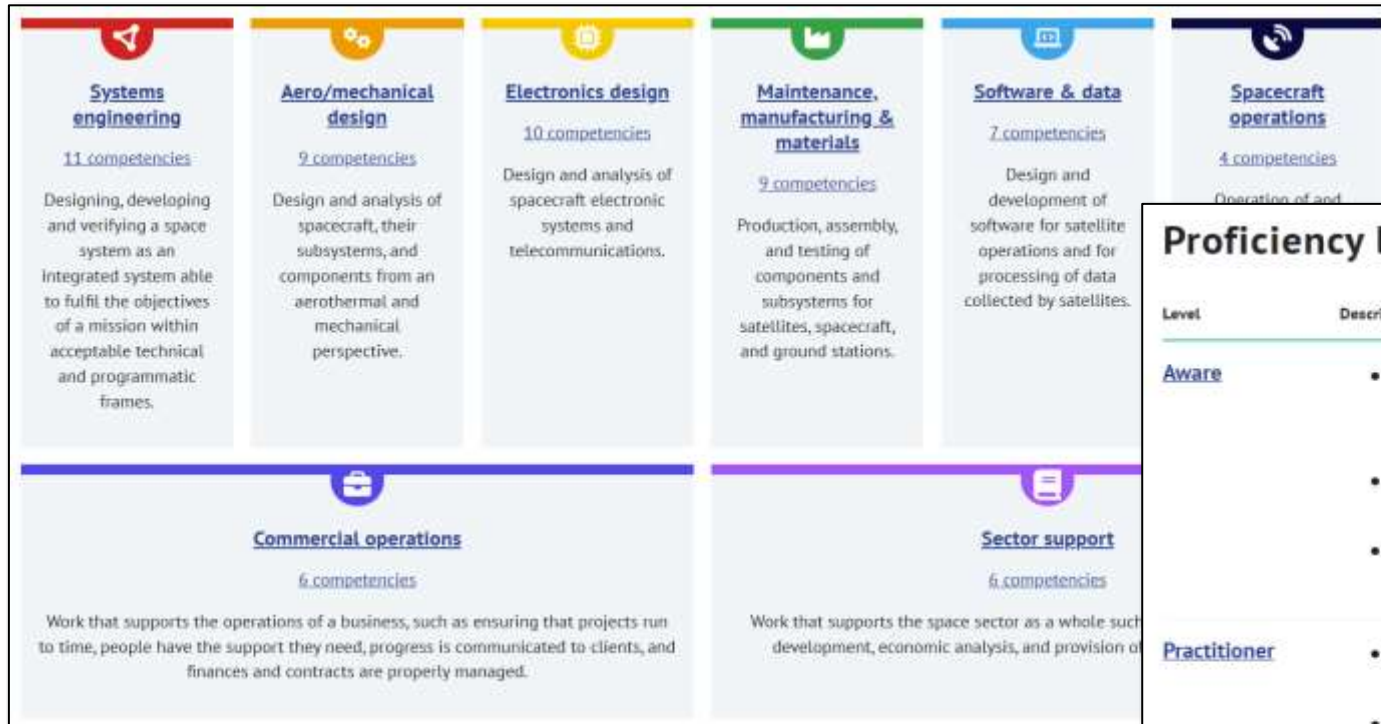 Systems
engineering
11 competencies
Designing, developing
and verifying a space
system as an
integrated system able
to fulfil the objectives
of a mission within
acceptable technical
and programmatic
frames.
Aero/mechanical
design
9 competencies
Design and analysis of
spacecraft, their
subsystems, and
components from an
aerothermal and
mechanical
perspective.
Electronics design
10 competencies
Design and analysis of
spacecraft electronic
systems and
telecommunications.
Maintenance,
manufacturing &
materials
9 competencies
Production, assembly,
and testing of
components and
subsystems for
satellites, spacecraft,
and ground stations.
Software & data
7 competencies
Design and
development of
software for satellite
operations and for
processing of data
collected by satellites.
Spacecraft
operations
4 competencies
Operation of and
Commercial operations
6 competencies
Work that supports the operations of a business, such as ensuring that projects run
to time, people have the support they need, progress is communicated to clients, and
finances and contracts are properly managed.
Sector support
6 competencies
Work that supports the space sector as a whole such
development, economic analysis, and provision of
Proficiency
Level
Aware
Practitioner